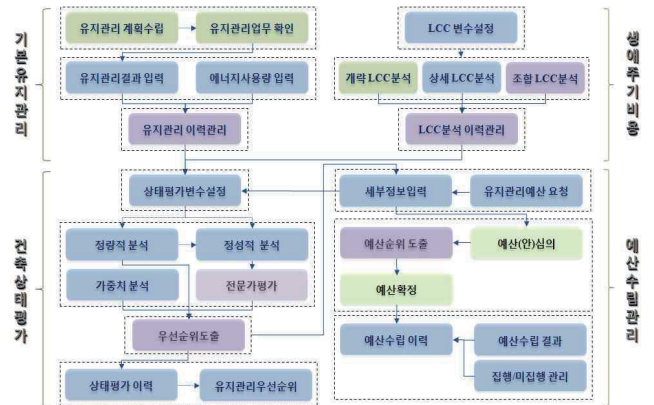 기본유지관리
유지관리 계획수립
유지관리업무 확인
유지관리결과 입력
에너지사용량 입력
유지관리 이력관리
LCC 변수설정
개략 LCC분석
상세 LCC분석
조합 LCC분석
LCC분석 이력관리
생애주기비용
건축상태평가
상태평가변수설정
정량적 분석
정성적 분석
가중치 분석
전문가평가
우선순위도출
상태평가 이력
유지관리우선순위
세부정보입력
유지관리예산 요청
예산순위 도출
예산(안)심의
예산확정
예산수립 이력
예산수립 결과
집행/미집행 관리
예산수립관리